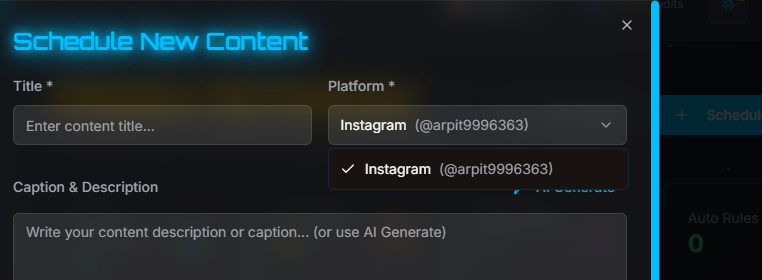 edits
Schedule New Content
Title *
Platform *
Enter content title...
Instagram (@arpit9996363)
Instagram (@arpit9996363)
Caption & Description
AI Generate
Write your content description or caption... (or use AI Generate)
+ Schedul
Auto Rules
0